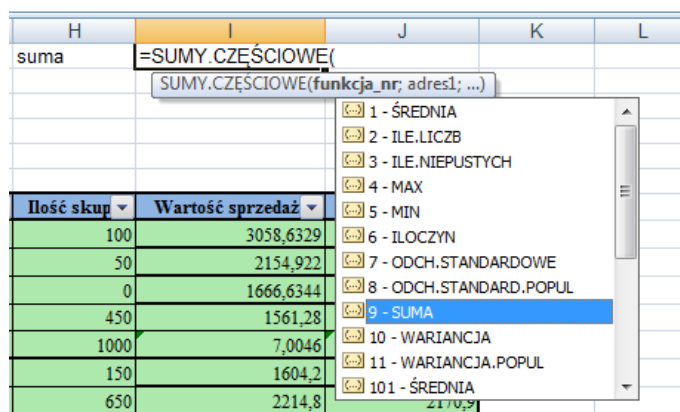 H I J K L
suma =SUMY.CZĘŚCIOWE(
SUMY.CZĘŚCIOWE(funkcja_nr; adres1; ...)
1 - ŚREDNIA
2 - ILE.LICZB
3 - ILE.NIEPUSTYCH
4 - MAX
5 - MIN
6 - ILOCZYN
7 - ODCH.STANDARDOWE
8 - ODCH.STANDARD.POPUL
9 - SUMA
10 - WARIANCJA
11 - WARIANCJA.POPUL
101 - ŚREDNIA
Ilość skup Wartość sprzedaż
100 3058,6329
50 2154,922
0 1666,6344
450 1561,28
1000 7,0046
150 1604,2
650 2214,8 2170,9